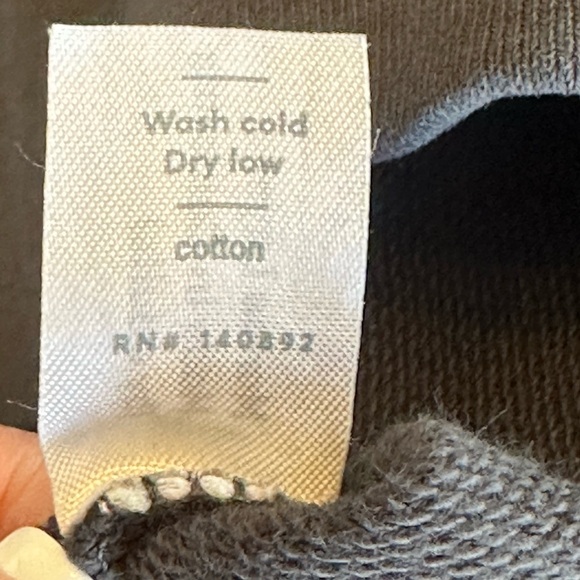 Wash cold
Dry low
cotton
RN# 140892